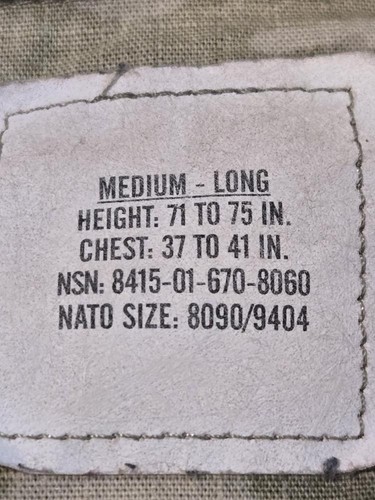 MEDIUM - LONG
HEIGHT: 71 TO 75 IN.
CHEST: 37 TO 41 IN.
NSN: 8415-01-670-8060
NATO SIZE: 8090/9404